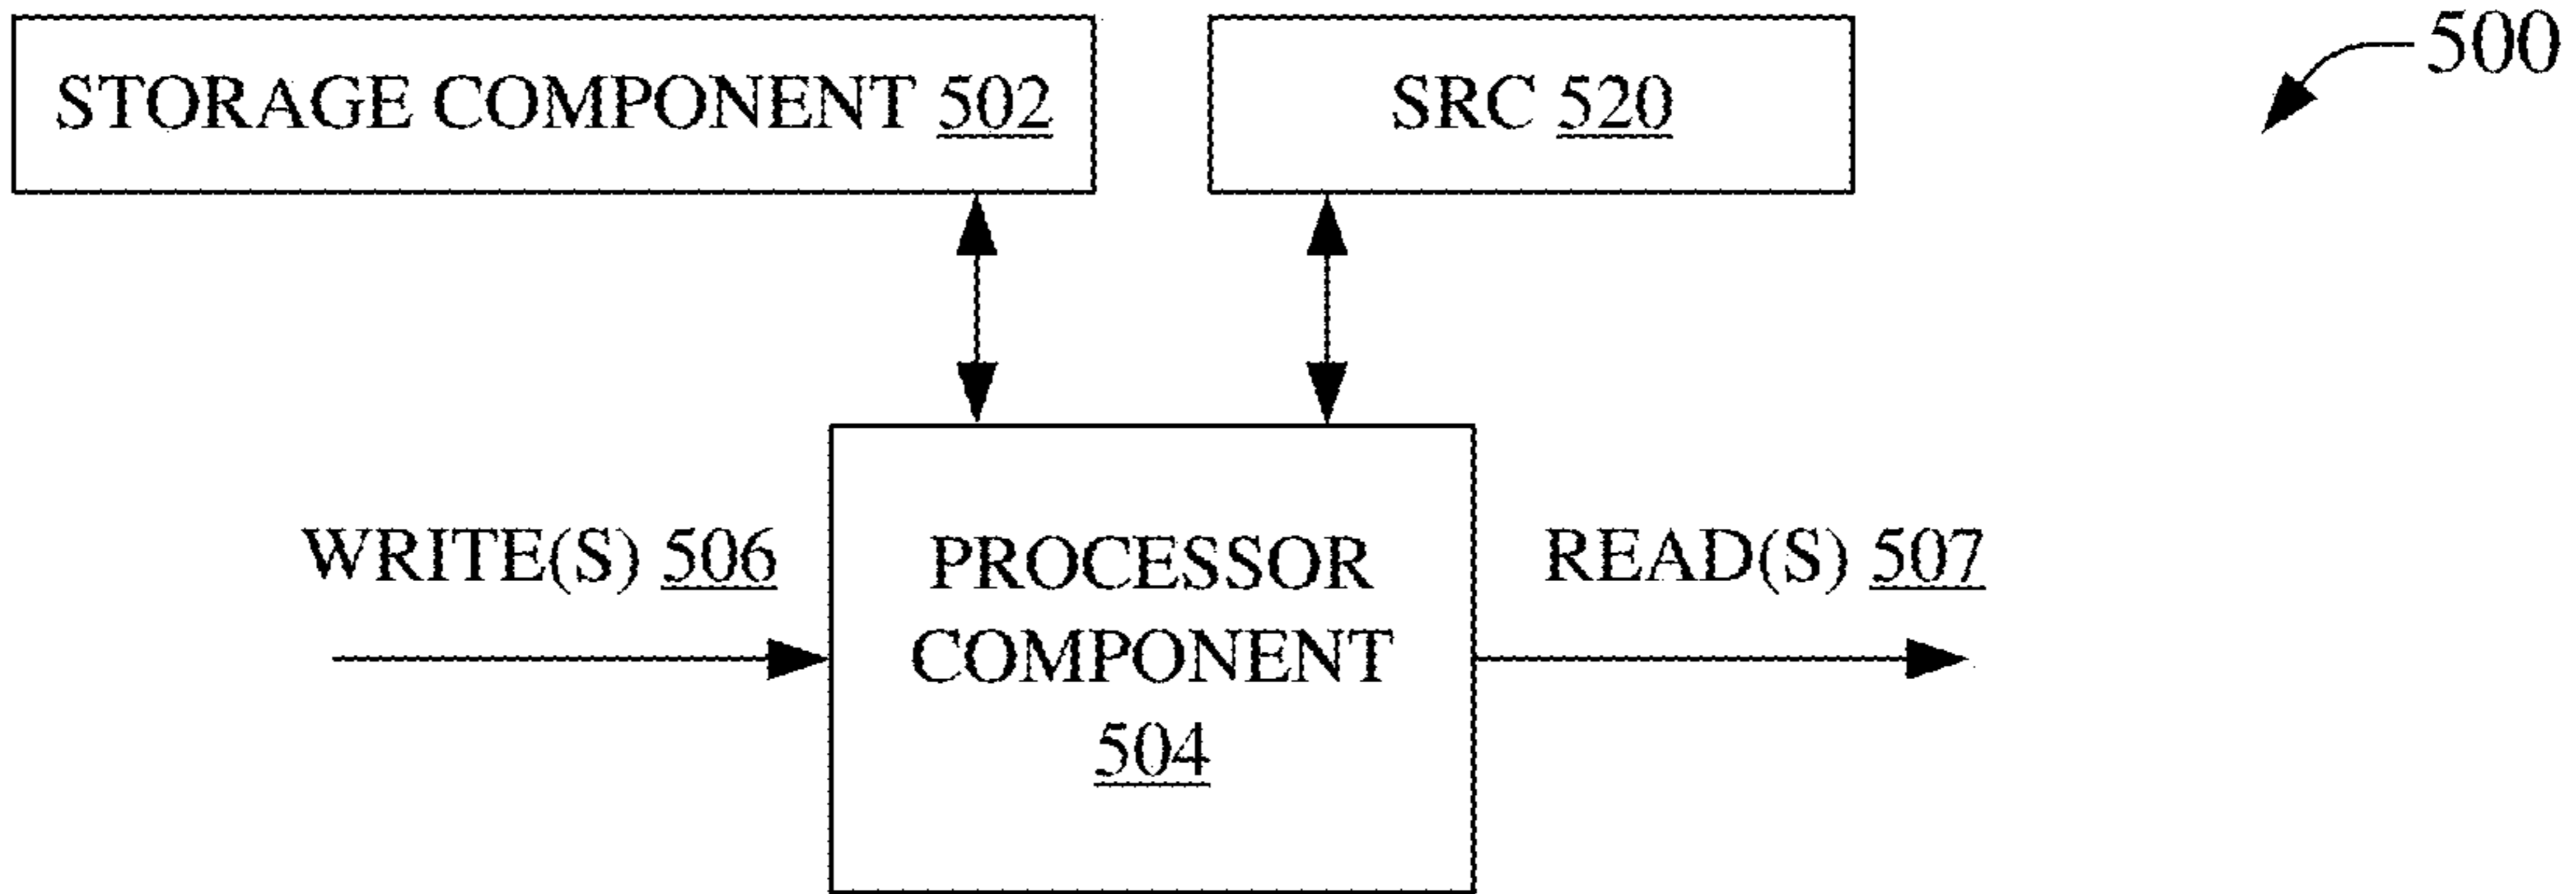 STORAGE COMPONENT 502
SRC 520
500
WRITE(S) 506
PROCESSOR
COMPONENT
504
READ(S) 507